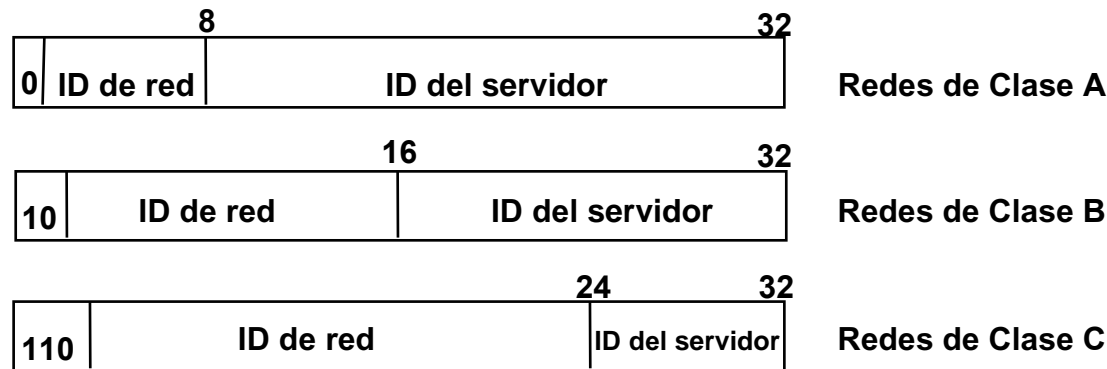 8 32
0 ID de red ID del servidor Redes de Clase A
16 32
10 ID de red ID del servidor Redes de Clase B
24 32
110 ID de red ID del servidor Redes de Clase C